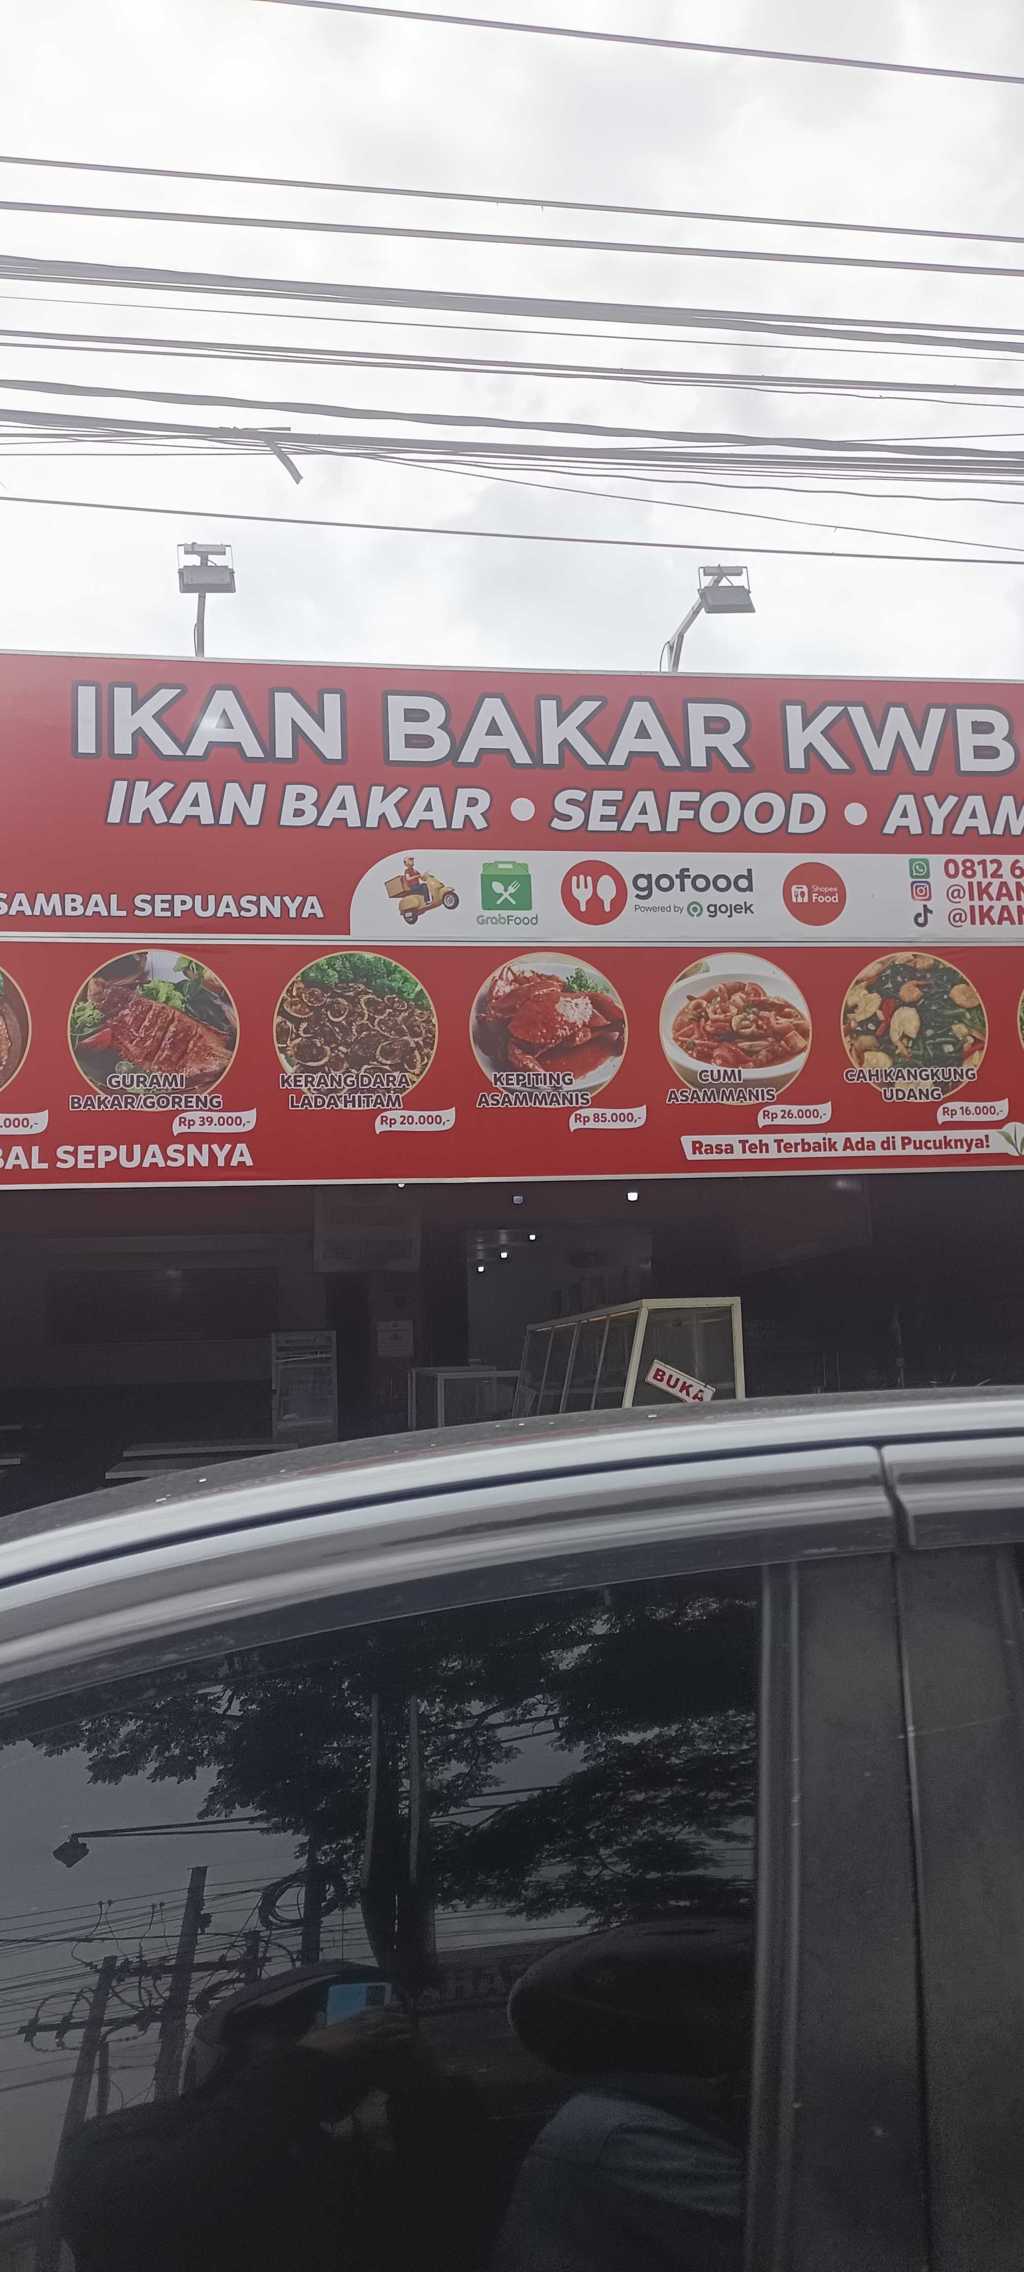 IKAN BAKAR KWB
IKAN BAKAR • SEAFOOD • AYAM
SAMBAL SEPUASNYA
GrabFood
gofood
Powered by gojek
Shopee
Food
0812 6
@IKAN
@IKAN
GURAMI
BAKAR/GORENG
Rp 39.000,-
KERANG DARA
LADA HITAM
Rp 20.000,-
KEPITING
ASAM MANIS
Rp 85.000,-
CUMI
ASAM MANIS
Rp 26.000,-
CAH KANGKUNG
UDANG
Rp 16.000,-
.000,-
BAL SEPUASNYA
Rasa Teh Terbaik Ada di Pucuknya!
BUKA